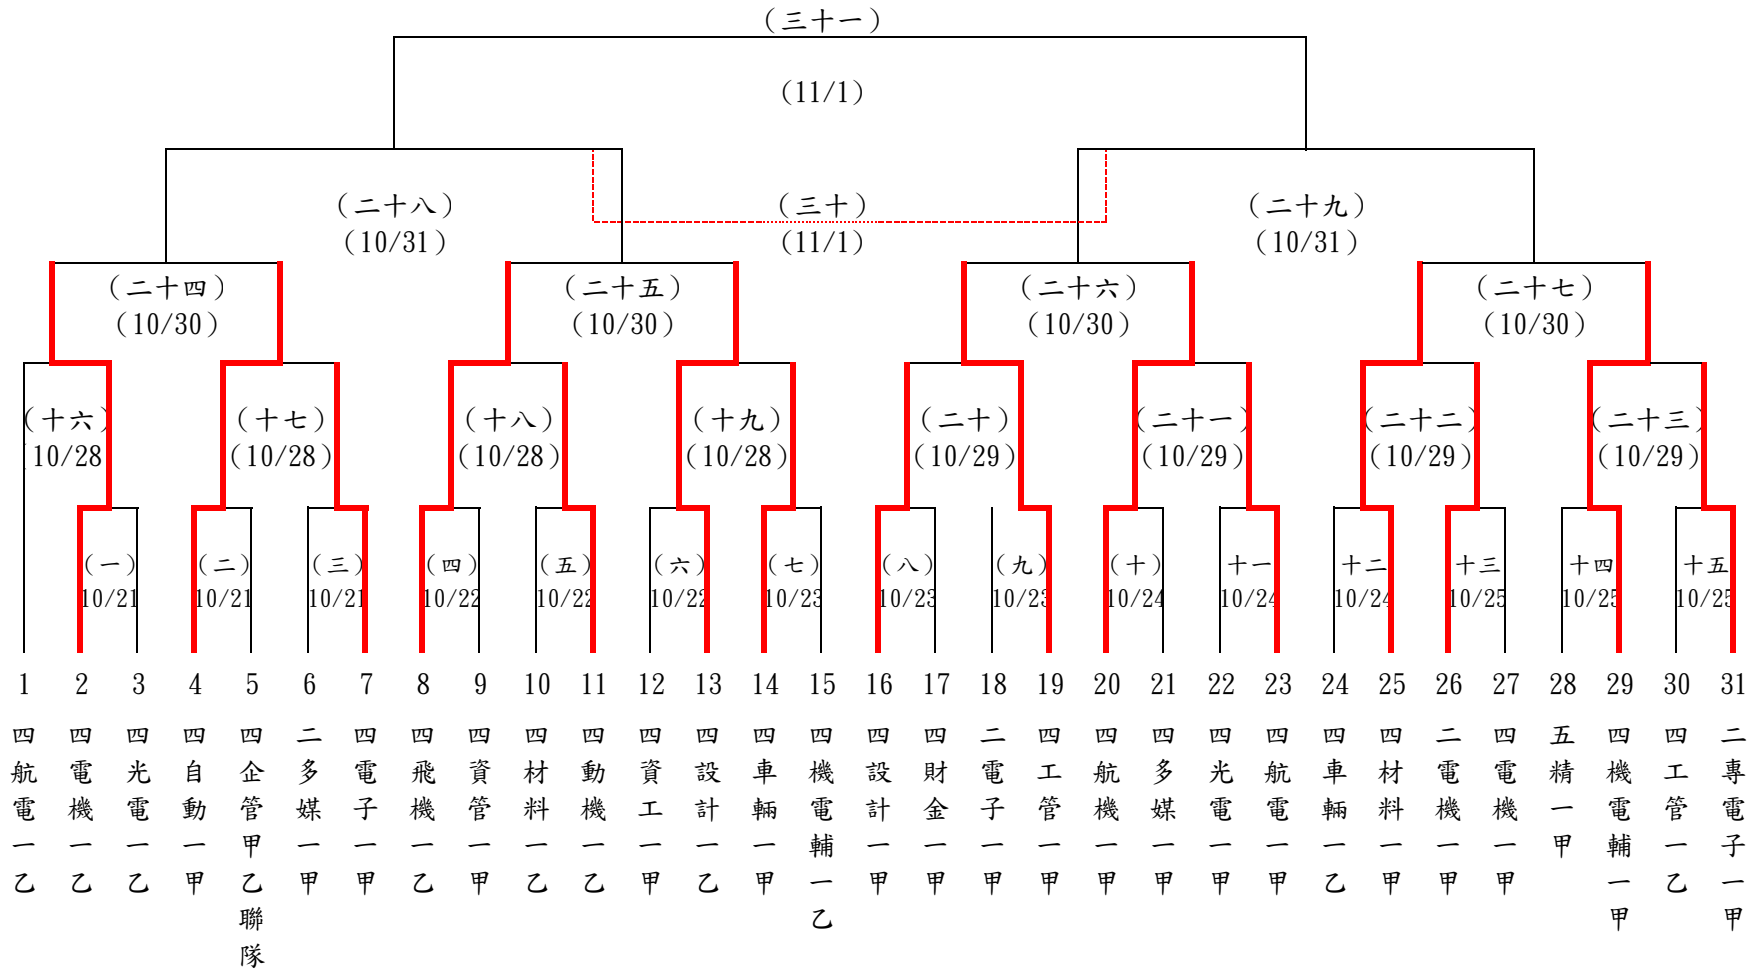 (三十一)
(11/1)
(二十八)
(10/31)
(三十)
(11/1)
(二十九)
(10/31)
(二十四)
(10/30)
(二十五)
(10/30)
(二十六)
(10/30)
(二十七)
(10/30)
(十六)
(10/28
(十七)
(10/28)
(十八)
(10/28)
(十九)
(10/28)
(二十)
(10/29)
(二十一)
(10/29)
(二十二)
(10/29)
(二十三)
(10/29)
(一)
10/21
(二)
10/21
(三)
10/21
(四)
10/22
(五)
10/22
(六)
10/22
(七)
10/23
(八)
10/23
(九)
10/23
(十)
10/24
十一
10/24
十二
10/24
十三
10/25
十四
10/25
十五
10/25
1
四航電一乙
2
四電機一乙
3
四光電一乙
4
四自動一甲
5
四企管甲乙聯隊
6
二多媒一甲
7
四電子一甲
8
四飛機一乙
9
四資管一甲
10
四材料一乙
11
四動機一乙
12
四資工一甲
13
四設計一乙
14
四車輛一甲
15
四機電輔一乙
16
四設計一甲
17
四財金一甲
18
二電子一甲
19
四工管一甲
20
四航機一甲
21
四多媒一甲
22
四光電一甲
23
四航電一甲
24
四車輛一乙
25
四材料一甲
26
二電機一甲
27
四電機一甲
28
五精一甲
29
四機電輔一甲
30
四工管一乙
31
二專電子一甲